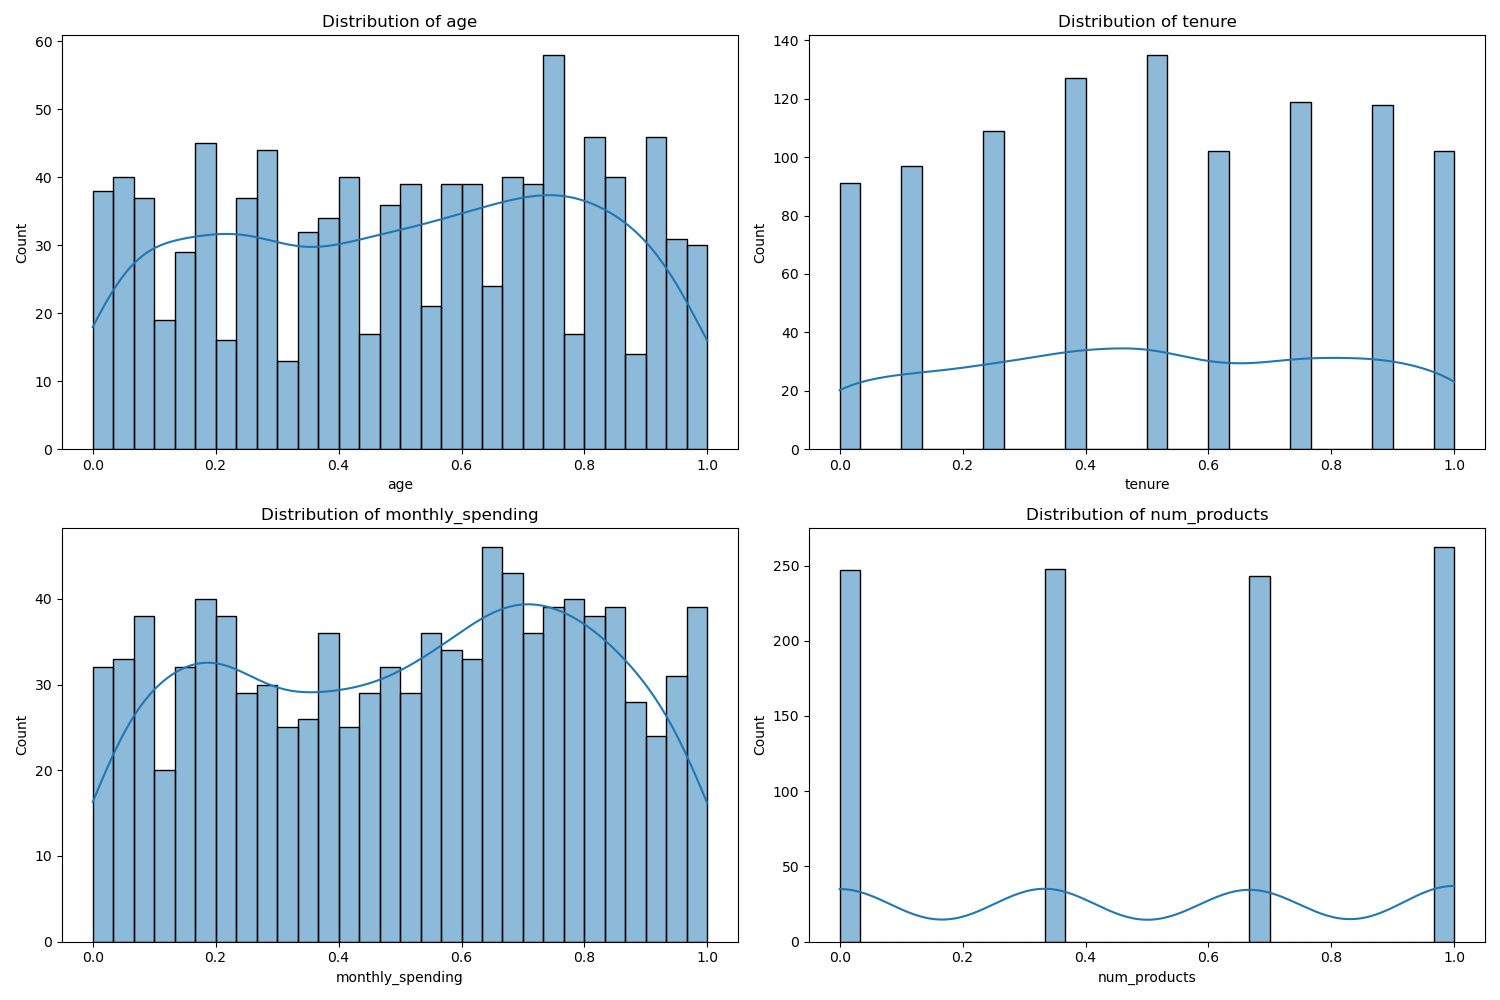 Distribution of age
60
50
40
30
20
10
0
Count
0.0 0.2 0.4 0.6 0.8 1.0
age
Distribution of tenure
140
120
100
80
60
40
20
0
Count
0.0 0.2 0.4 0.6 0.8 1.0
tenure
Distribution of monthly_spending
40
30
20
10
0
Count
0.0 0.2 0.4 0.6 0.8 1.0
monthly_spending
Distribution of num_products
250
200
150
100
50
0
Count
0.0 0.2 0.4 0.6 0.8 1.0
num_products